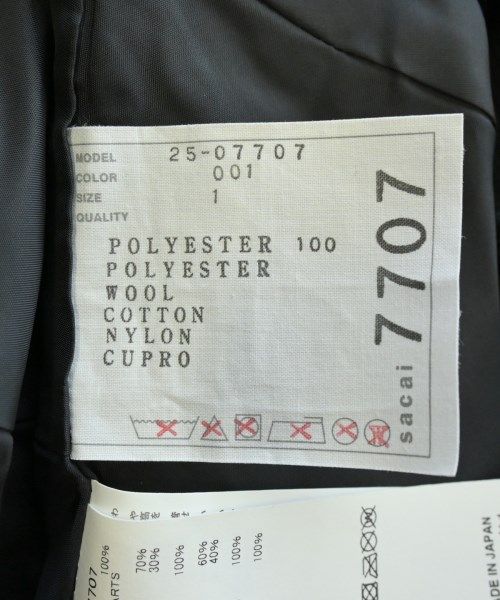 MODEL 25-07707
COLOR 001
SIZE 1
QUALITY
POLYESTER 100
POLYESTER
WOOL
COTTON
NYLON
CUPRO
sacai 7707
7707
100%
70%
30%
100%
60%
40%
100%
100%
DE IN JAPAN